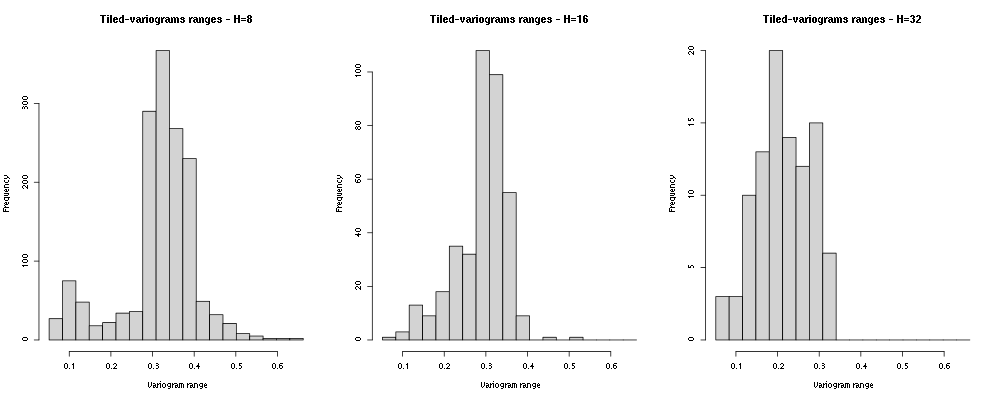 Tiled-variograms ranges - H=8
Tiled-variograms ranges - H=16
Tiled-variograms ranges - H=32
Frequency
0
100
200
300
0.1 0.2 0.3 0.4 0.5 0.6
Variogram range
Frequency
0
20
40
60
80
100
0.1 0.2 0.3 0.4 0.5 0.6
Variogram range
Frequency
0
5
10
15
20
0.1 0.2 0.3 0.4 0.5 0.6
Variogram range